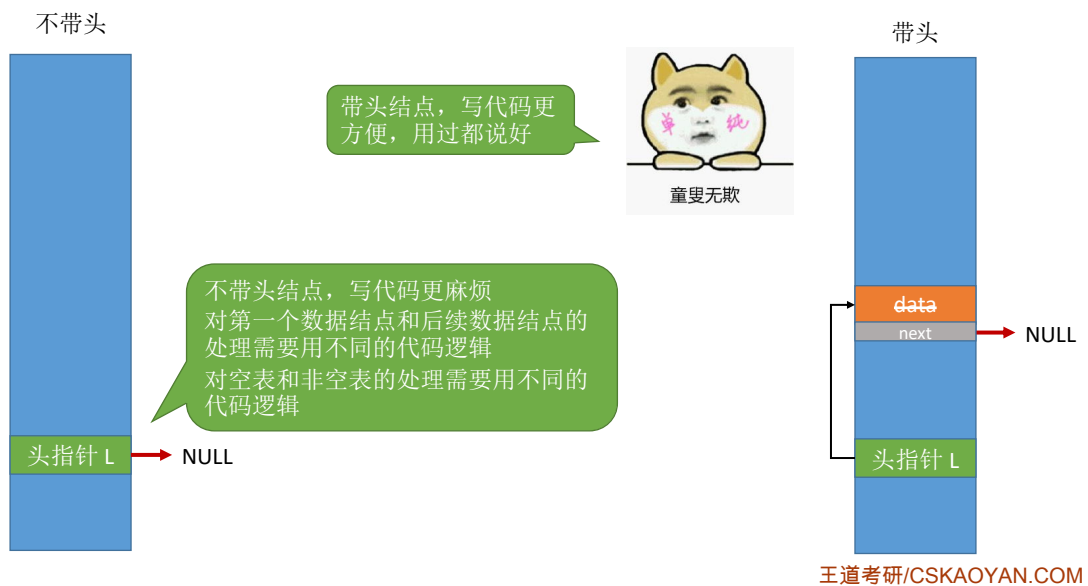 不带头
带头
带头结点，写代码更
方便，用过都说好
单 纯
童叟无欺
不带头结点，写代码更麻烦
对第一个数据结点和后续数据结点的
处理需要用不同的代码逻辑
对空表和非空表的处理需要用不同的
代码逻辑
data
next
NULL
头指针 L
NULL
头指针 L
王道考研/CSKAOYAN.COM